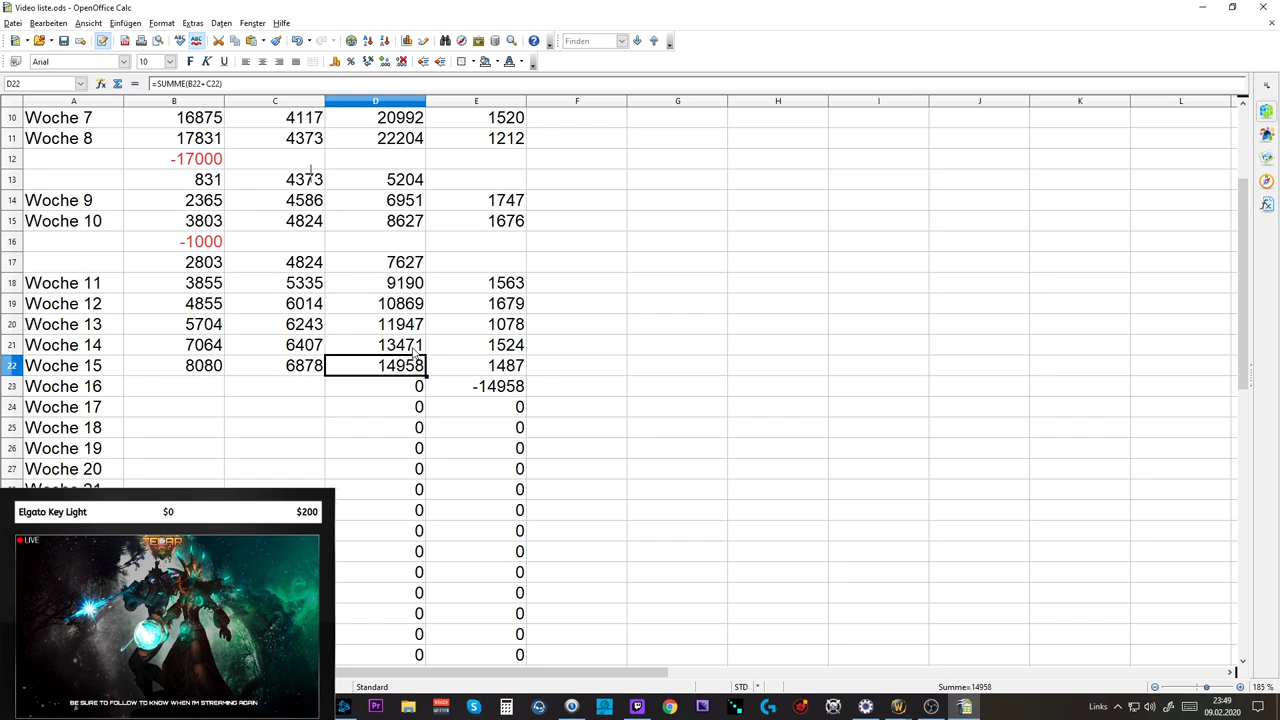 Video liste.ods - OpenOffice Calc
Datei Bearbeiten Ansicht Einfügen Format Extras Daten Fenster Hilfe
Finden
Arial 10
D22 =SUMME(B22+C22)
A B C D E F G H I J K L
10 Woche 7 16875 4117 20992 1520
11 Woche 8 17831 4373 22204 1212
12 -17000
13 831 4373 5204
14 Woche 9 2365 4586 6951 1747
15 Woche 10 3803 4824 8627 1676
16 -1000
17 2803 4824 7627
18 Woche 11 3855 5335 9190 1563
19 Woche 12 4855 6014 10869 1679
20 Woche 13 5704 6243 11947 1078
21 Woche 14 7064 6407 13471 1524
22 Woche 15 8080 6878 14958 1487
23 Woche 16 0 -14958
24 Woche 17 0 0
25 Woche 18 0 0
26 Woche 19 0 0
27 Woche 20 0 0
0 0
Elgato Key Light $0 $200
0 0
0 0
LIVE
0 0
0 0
0 0
0 0
0 0
0 0
BE SURE TO FOLLOW TO KNOW WHEN I'M STREAMING AGAIN
Standard STD * Summe=14958 185 %
Links 23:49
09.02.2020